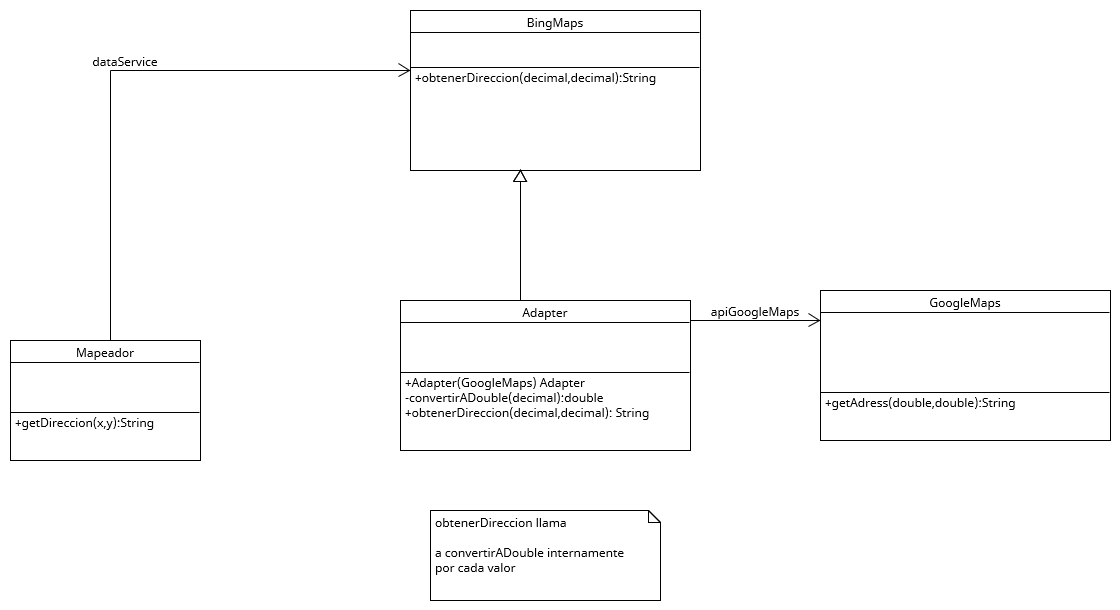 BingMaps
dataService
+obtenerDireccion(decimal,decimal):String
Adapter
apiGoogleMaps
GoogleMaps
Mapeador
+Adapter(GoogleMaps) Adapter
-convertirADouble(decimal):double
+obtenerDireccion(decimal,decimal): String
+getAdress(double,double):String
+getDireccion(x,y):String
obtenerDireccion llama
a convertirADouble internamente
por cada valor